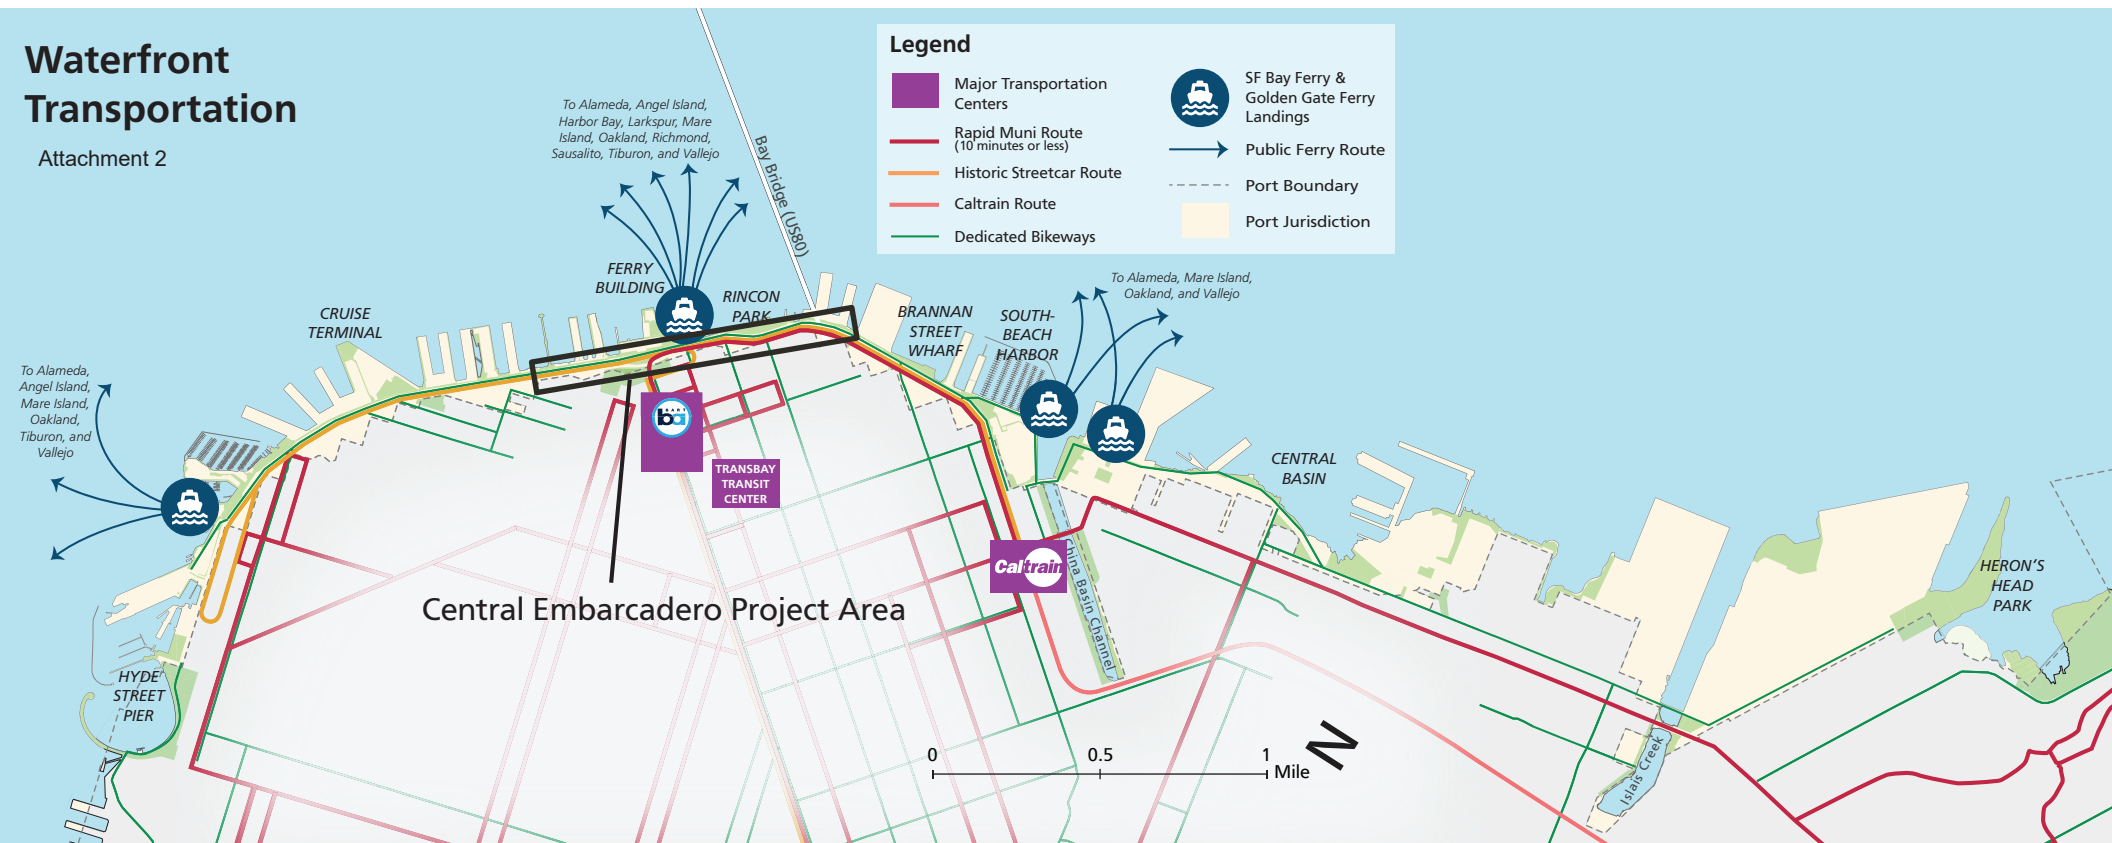 Waterfront
Transportation
Attachment 2
Legend
Major Transportation
Centers
Rapid Muni Route
(10 minutes or less)
Historic Streetcar Route
Caltrain Route
Dedicated Bikeways
SF Bay Ferry &
Golden Gate Ferry
Landings
Public Ferry Route
Port Boundary
Port Jurisdiction
To Alameda, Angel Island,
Harbor Bay, Larkspur, Mare
Island, Oakland, Richmond,
Sausalito, Tiburon, and Vallejo
Bay Bridge (US80)
FERRY
BUILDING
RINCON
PARK
CRUISE
TERMINAL
BRANNAN
STREET
WHARF
SOUTH-
BEACH
HARBOR
To Alameda, Mare Island,
Oakland, and Vallejo
To Alameda,
Angel Island,
Mare Island,
Oakland,
Tiburon, and
Vallejo
BART
ba
TRANSBAY
TRANSIT
CENTER
CENTRAL
BASIN
Caltrain
China Basin Channel
HERON'S
HEAD
PARK
Central Embarcadero Project Area
HYDE
STREET
PIER
0 0.5 1
Mile
N
Islais Creek